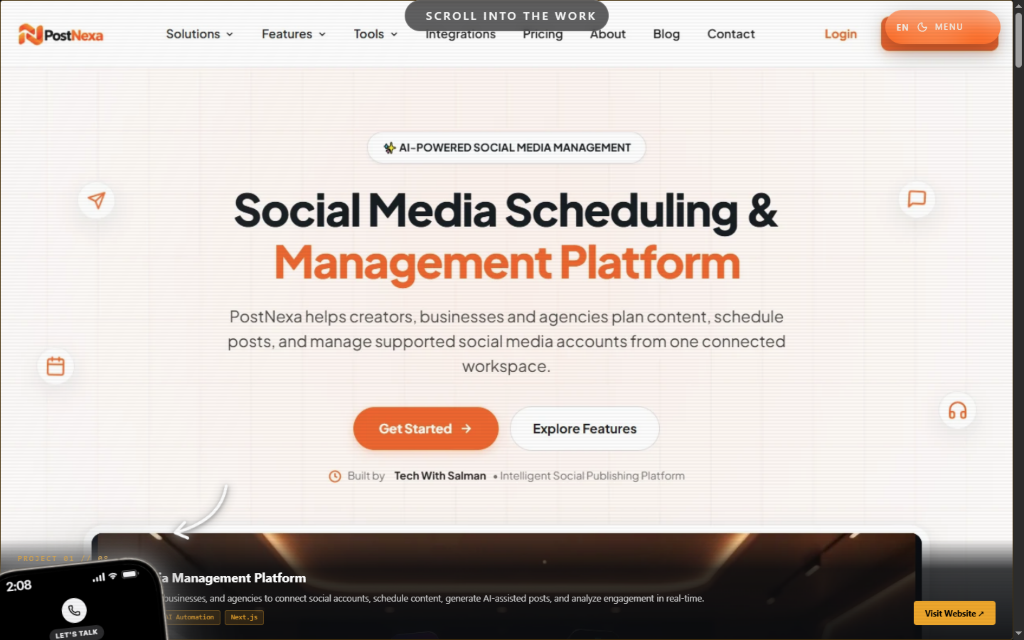 SCROLL INTO THE WORK
PostNexa
Solutions
Features
Tools
Integrations
Pricing
About
Blog
Contact
Login
EN
MENU
AI-POWERED SOCIAL MEDIA MANAGEMENT
Social Media Scheduling &
Management Platform
PostNexa helps creators, businesses and agencies plan content, schedule
posts, and manage supported social media accounts from one connected
workspace.
Get Started →
Explore Features
Built by Tech With Salman • Intelligent Social Publishing Platform
PROJECT 01 //
Management Platform
businesses, and agencies to connect social accounts, schedule content, generate AI-assisted posts, and analyze engagement in real-time.
AI Automation
Next.js
Visit Website ↗
2:08
LET'S TALK